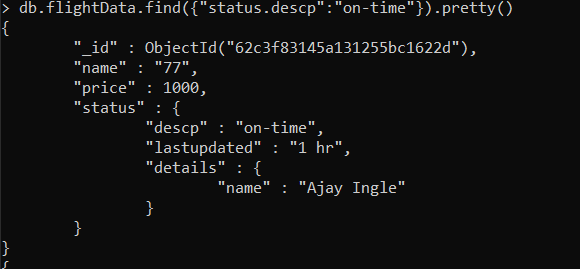 > db.flightData.find({"status.descp":"on-time"}).pretty()
{
        "_id" : ObjectId("62c3f83145a131255bc1622d"),
        "name" : "77",
        "price" : 1000,
        "status" : {
                "descp" : "on-time",
                "lastupdated" : "1 hr",
                "details" : {
                        "name" : "Ajay Ingle"
                }
        }
}
{